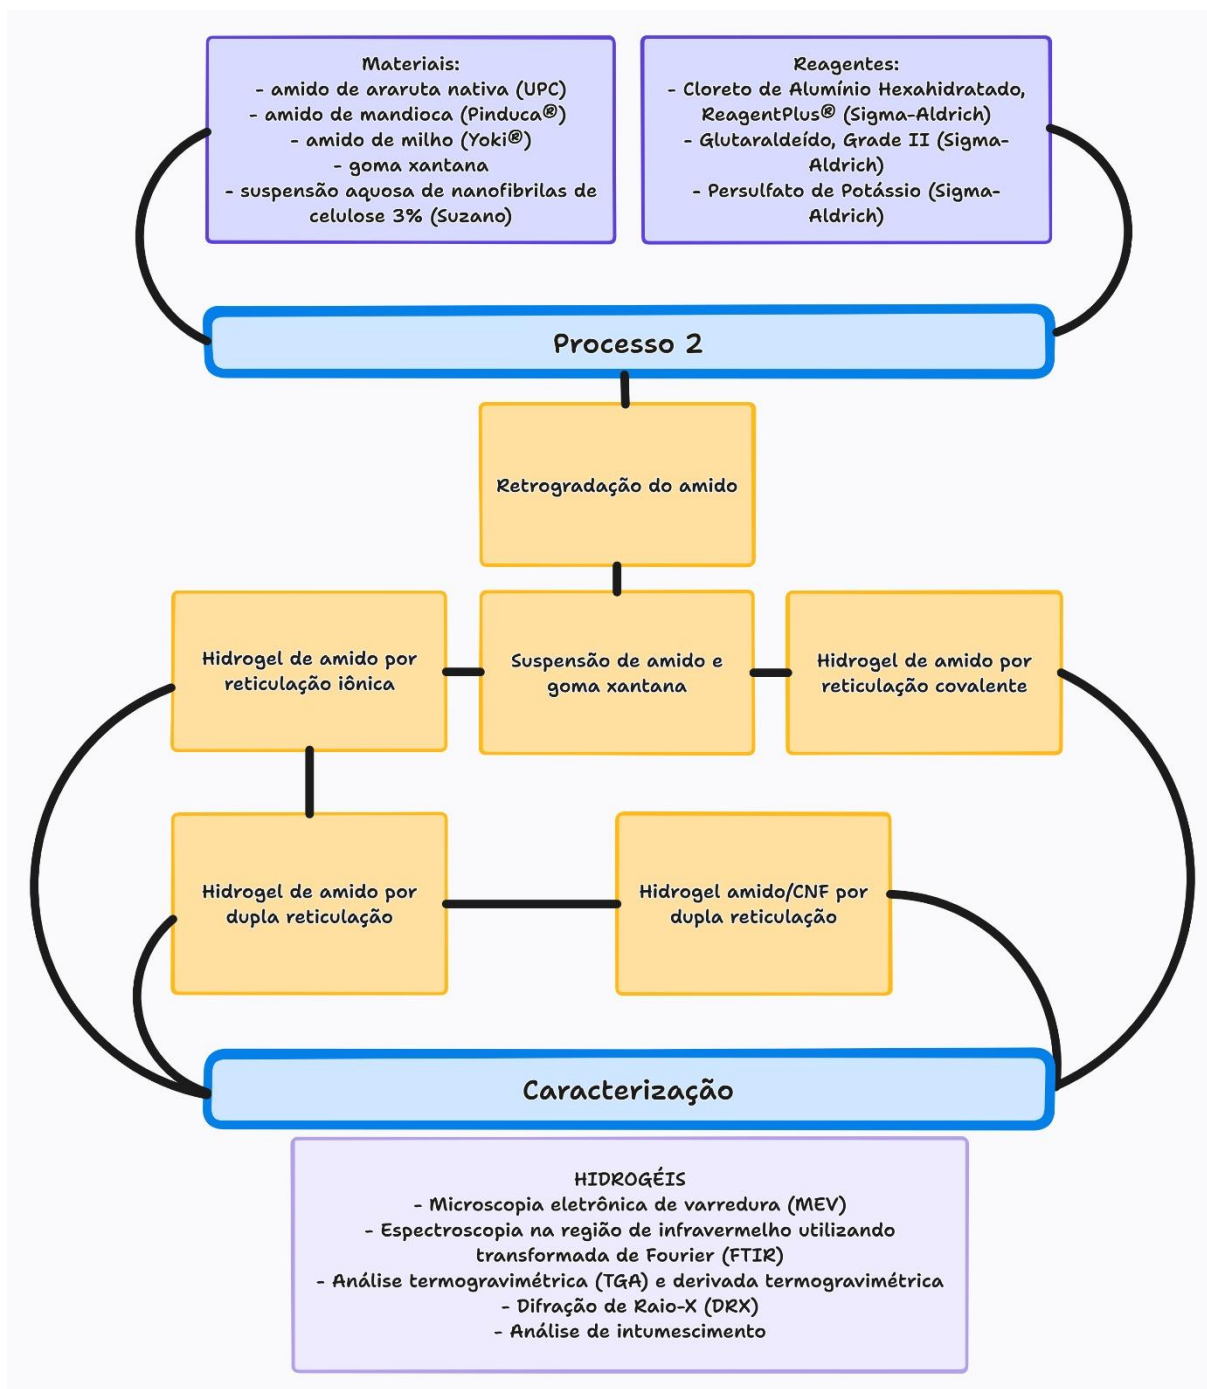 Materiais:
- amido de araruta nativa (UPC)
- amido de mandioca (Pinduca®)
- amido de milho (Yoki®)
- goma xantana
- suspensão aquosa de nanofibrilas de
celulose 3% (Suzano)
Reagentes:
- Cloreto de Alumínio Hexahidratado,
ReagentPlus® (Sigma-Aldrich)
- Glutaraldeído, Grade II (Sigma-
Aldrich)
- Persulfato de Potássio (Sigma-
Aldrich)
Processo 2
Retrogradação do amido
Hidrogel de amido por
reticulação iônica
Suspensão de amido e
goma xantana
Hidrogel de amido por
reticulação covalente
Hidrogel de amido por
dupla reticulação
Hidrogel amido/CNF por
dupla reticulação
Caracterização
HIDROGÉIS
- Microscopia eletrônica de varredura (MEV)
- Espectroscopia na região de infravermelho utilizando
transformada de Fourier (FTIR)
- Análise termogravimétrica (TGA) e derivada termogravimétrica
- Difração de Raio-X (DRX)
- Análise de intumescimento